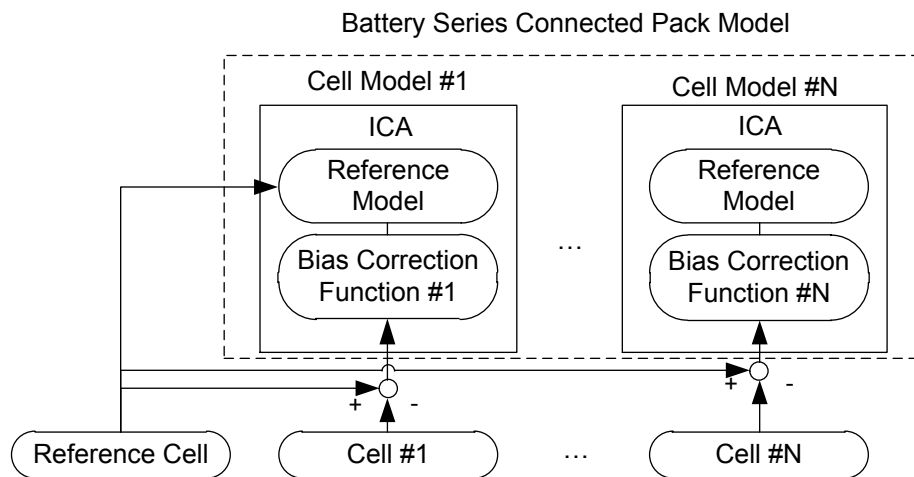 Battery Series Connected Pack Model
Cell Model #1
Cell Model #N
ICA
ICA
Reference
Model
Reference
Model
Bias Correction
Function #1
...
Bias Correction
Function #N
+
-
+
-
Reference Cell
Cell #1
...
Cell #N